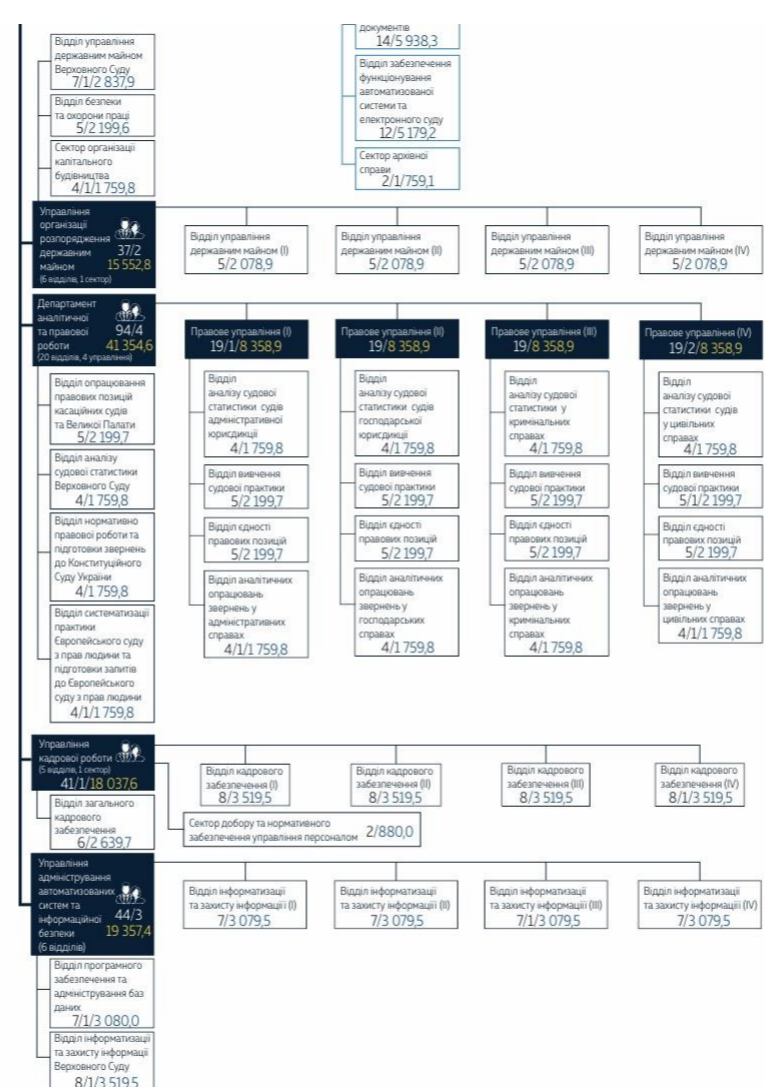 документів
14/5 938,3
Відділ управління
державним майном
Верховного Суду
7/1/2 837,9
Відділ забезпечення
функціонування
автоматизованої
системи та
електронного суду
12/5 179,2
Відділ безпеки
та охорони праці
5/2 199,6
Сектор організації
капітального
будівництва
4/1/1 759,8
Сектор архівної
справи
2/1/759,1
Управління
організації
розпорядження
державним
майном
37/2
15 552,8
(6 відділів, 1 сектор)
Відділ управління
державним майном (I)
5/2 078,9
Відділ управління
державним майном (II)
5/2 078,9
Відділ управління
державним майном (III)
5/2 078,9
Відділ управління
державним майном (IV)
5/2 078,9
Департамент
аналітичної
та правової
роботи
94/4
41 354,6
(20 відділів, 4 управління)
Правове управління (I)
19/1/8 358,9
Правове управління (II)
19/8 358,9
Правове управління (III)
19/8 358,9
Правове управління (IV)
19/2/8 358,9
Відділ опрацювання
правових позицій
касаційних судів
та Великої Палати
5/2 199,7
Відділ аналізу
судової статистики
Верховного Суду
4/1 759,8
Відділ нормативно
правової роботи та
підготовки звернень
до Конституційного
Суду України
4/1 759,8
Відділ систематизації
практики
Європейського суду
з прав людини та
підготовки запитів
до Європейського
суду з прав людини
4/1/1 759,8
Відділ
аналізу судової
статистики судів
адміністративної
юрисдикції
4/1 759,8
Відділ вивчення
судової практики
5/2 199,7
Відділ єдності
правових позицій
5/2 199,7
Відділ аналітичних
опрацювань
звернень у
адміністративних
справах
4/1/1 759,8
Відділ
аналізу судової
статистики судів
господарської
юрисдикції
4/1 759,8
Відділ вивчення
судової практики
5/2 199,7
Відділ єдності
правових позицій
5/2 199,7
Відділ аналітичних
опрацювань
звернень у
господарських
справах
4/1 759,8
Відділ
аналізу судової
статистики у
кримінальних
справах
4/1 759,8
Відділ вивчення
судової практики
5/2 199,7
Відділ єдності
правових позицій
5/2 199,7
Відділ аналітичних
опрацювань
звернень у
кримінальних
справах
4/1 759,8
Відділ
аналізу судової
статистики судів
у цивільних
справах
4/1 759,8
Відділ вивчення
судової практики
5/1/2 199,7
Відділ єдності
правових позицій
5/2 199,7
Відділ аналітичних
опрацювань
звернень у
цивільних справах
4/1/1 759,8
Управління
кадрової роботи
(5 відділів, 1 сектор)
41/1/18 037,6
Відділ кадрового
забезпечення (I)
8/3 519,5
Відділ кадрового
забезпечення (II)
8/3 519,5
Відділ кадрового
забезпечення (III)
8/3 519,5
Відділ кадрового
забезпечення (IV)
8/1/3 519,5
Відділ загального
кадрового
забезпечення
6/2 639,7
Сектор добору та нормативного
забезпечення управління персоналом 2/880,0
Управління
адміністрування
автоматизованих
систем та
інформаційної
безпеки
44/3
19 357,4
(6 відділів)
Відділ інформатизації
та захисту інформаціії (I)
7/3 079,5
Відділ інформатизації
та захисту інформаціії (II)
7/3 079,5
Відділ інформатизації
та захисту інформаціії (III)
7/1/3 079,5
Відділ інформатизації
та захисту інформаціії (IV)
7/3 079,5
Відділ програмного
забезпечення та
адміністрування баз
даних
7/1/3 080,0
Відділ інформатизації
та захисту інформації
Верховного Суду
8/1/3 519,5